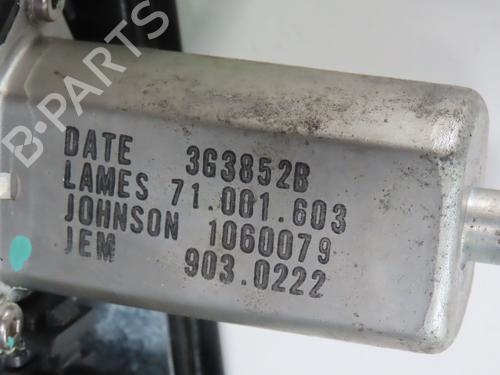 B-PARTS
DATE 3G3852B
LAMES 71.001.603
JOHNSON 1060079
JEM 903.0222